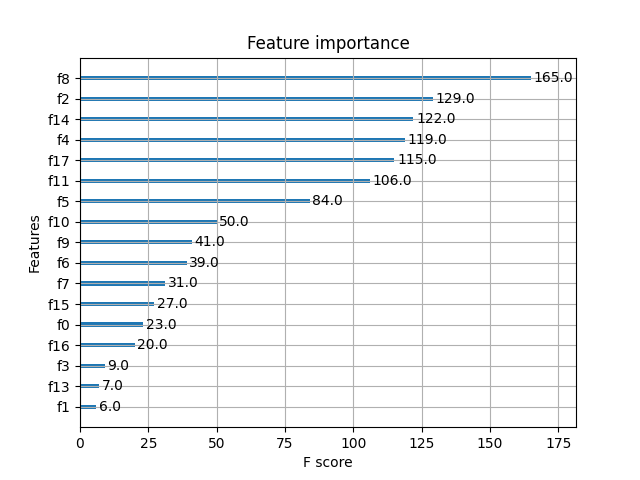 Feature importance
f8 165.0
f2 129.0
f14 122.0
f4 119.0
f17 115.0
f11 106.0
f5 84.0
f10 50.0
f9 41.0
f6 39.0
f7 31.0
f15 27.0
f0 23.0
f16 20.0
f3 9.0
f13 7.0
f1 6.0
Features
0 25 50 75 100 125 150 175
F score